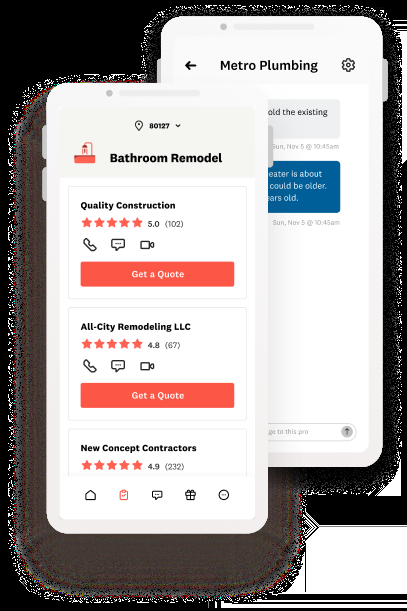 80127
Bathroom Remodel
Quality Construction
5.0 (102)
Get a Quote
All-City Remodeling LLC
4.8 (67)
Get a Quote
New Concept Contractors
4.9 (232)
Metro Plumbing
old the existing
Sun, Nov 5 @ 10:45am
eater is about
could be older.
ears old.
Sun, Nov 5 @ 10:45am
ge to this pro